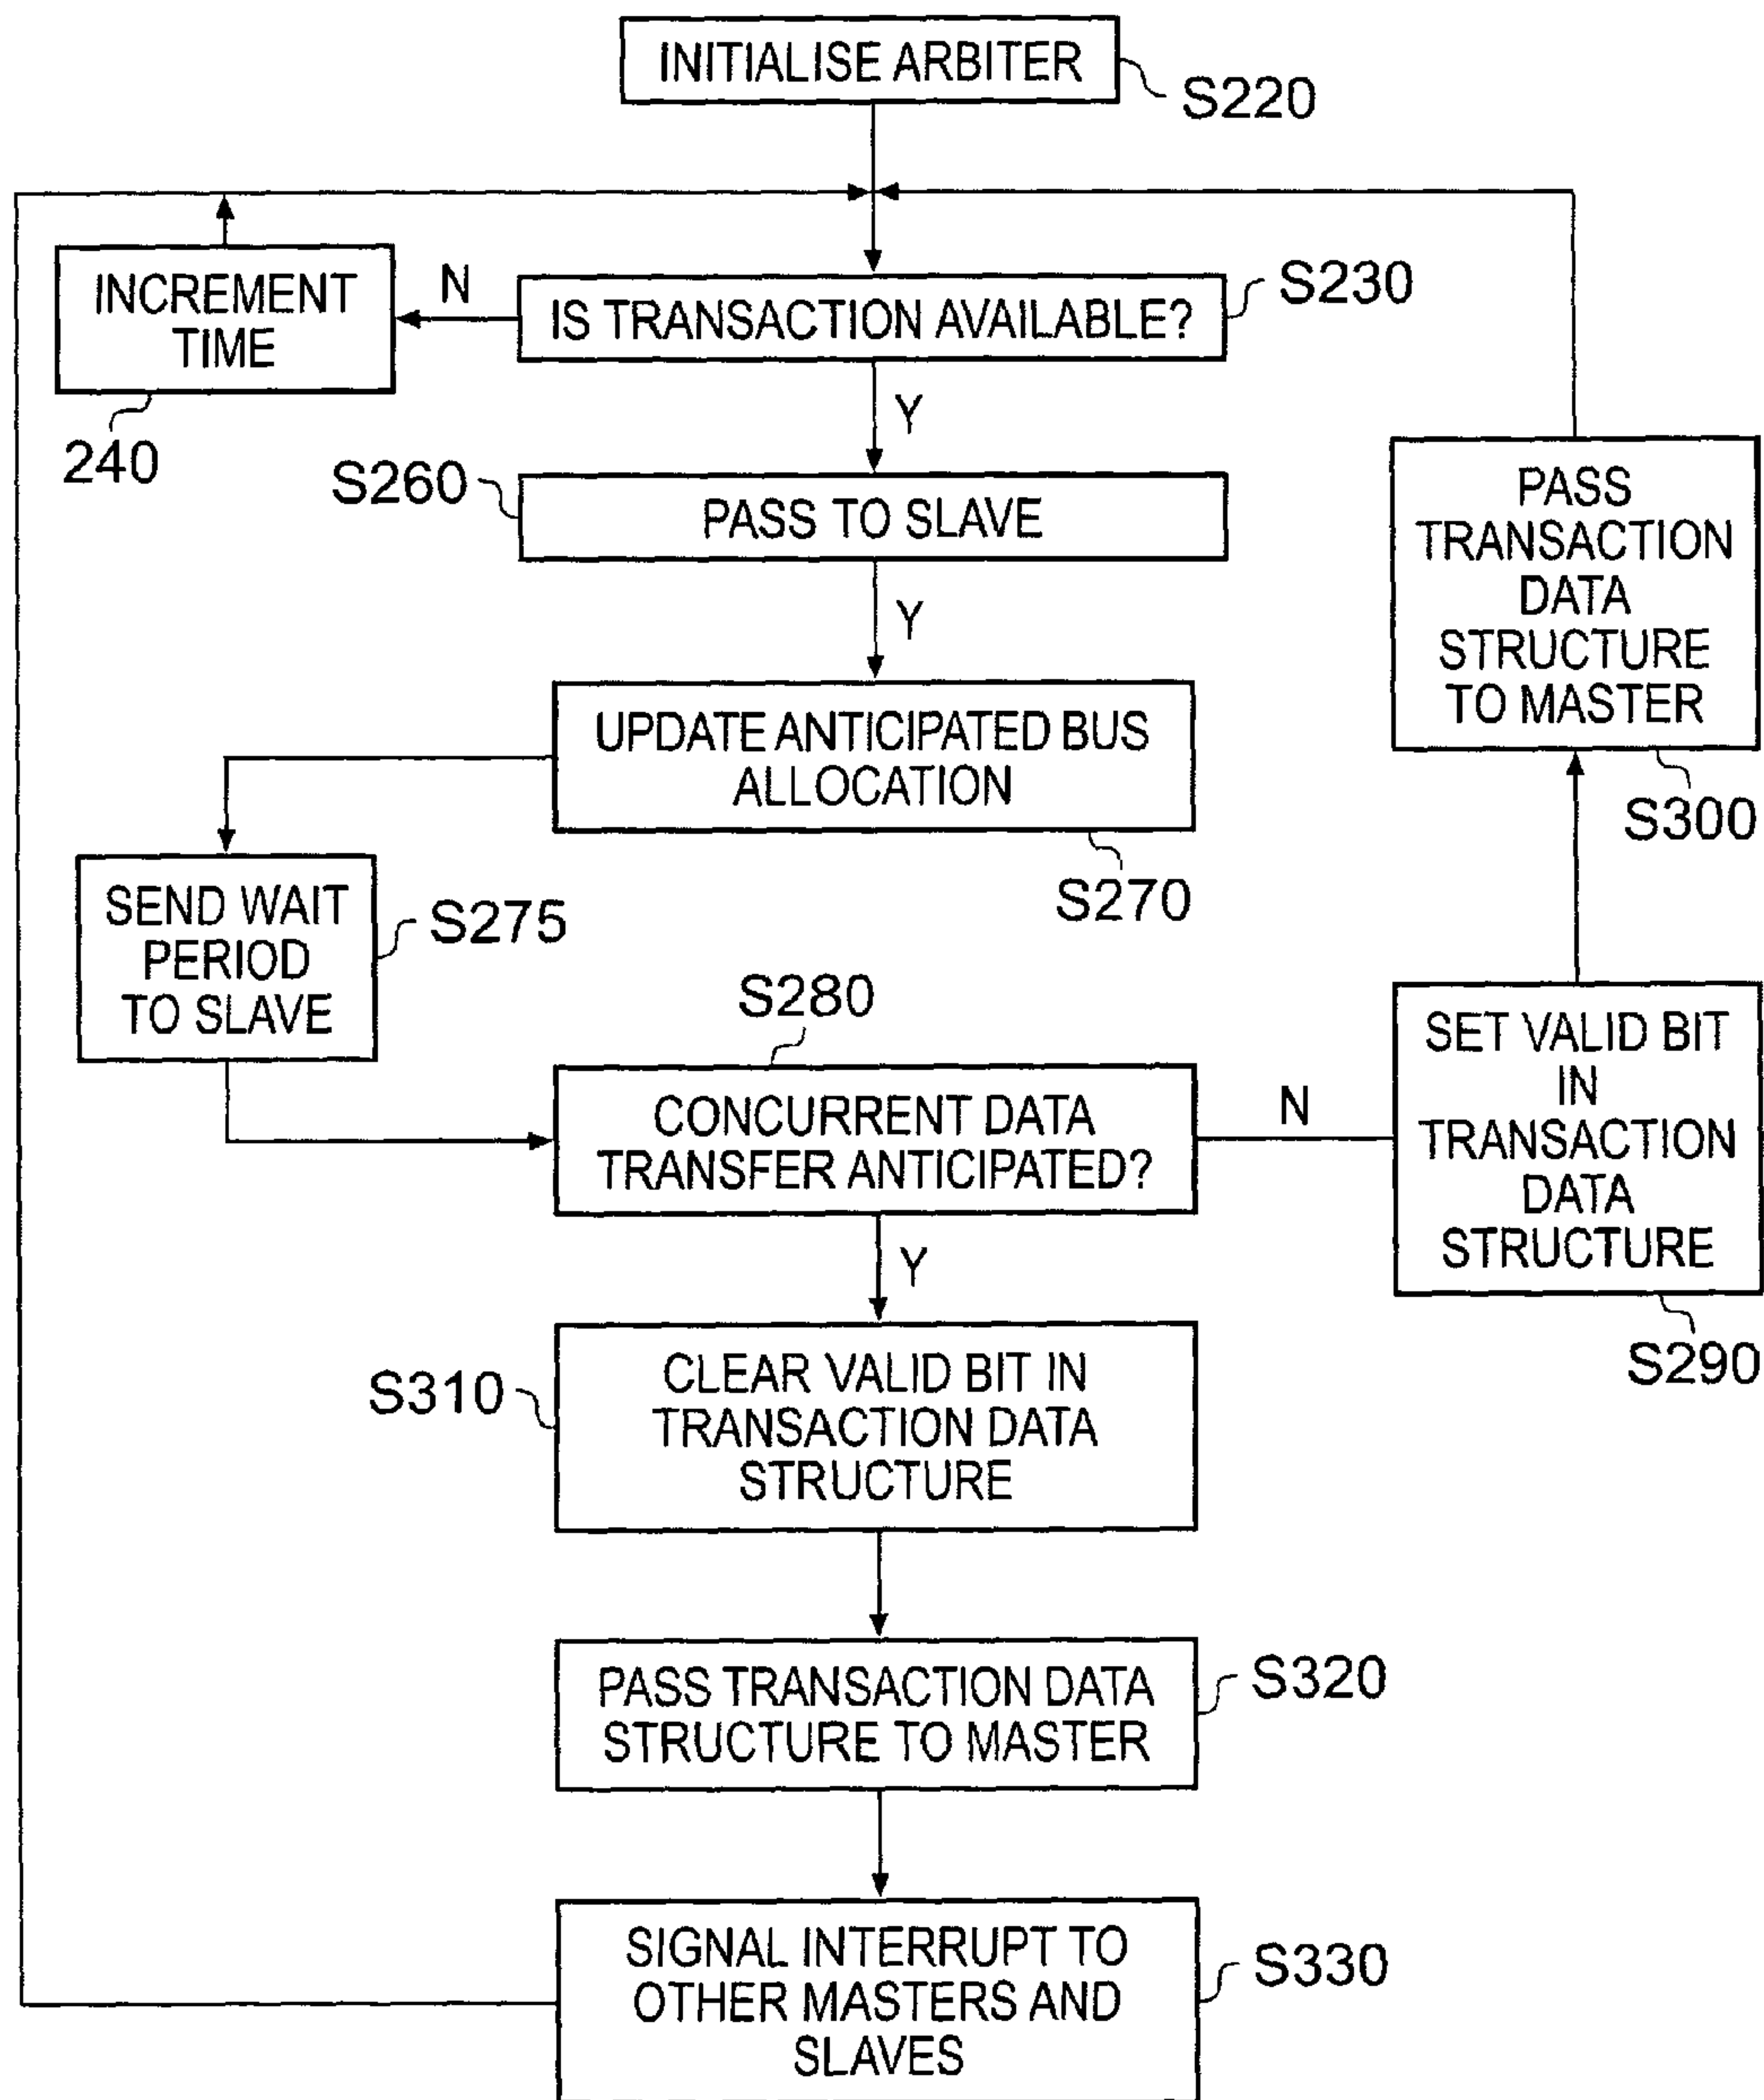 INITIALISE ARBITER
S220
INCREMENT
TIME
240
N
IS TRANSACTION AVAILABLE?
S230
Y
S260
PASS TO SLAVE
Y
PASS
TRANSACTION
DATA
STRUCTURE
TO MASTER
S300
UPDATE ANTICIPATED BUS
ALLOCATION
S270
SEND WAIT
PERIOD
TO SLAVE
S275
S280
CONCURRENT DATA
TRANSFER ANTICIPATED?
N
SET VALID BIT
IN
TRANSACTION
DATA
STRUCTURE
S290
Y
S310
CLEAR VALID BIT IN
TRANSACTION DATA
STRUCTURE
PASS TRANSACTION DATA
STRUCTURE TO MASTER
S320
SIGNAL INTERRUPT TO
OTHER MASTERS AND
SLAVES
S330